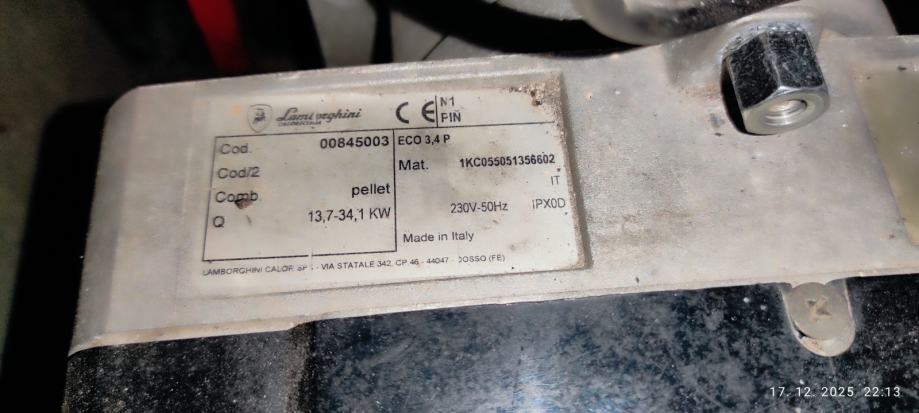 Lamborghini
CALORECLIMA
CE N1
PIN
Cod. 00845003
Cod/2
Comb. pellet
Q 13,7-34,1 KW
ECO 3,4 P
Mat. 1KC055051356602
IT
230V-50Hz IPX0D
Made in Italy
LAMBORGHINI CALOR - VIA STATALE 342, CP 46 - 44047 - DOSSO (FE)
17. 12. 2025 22:13